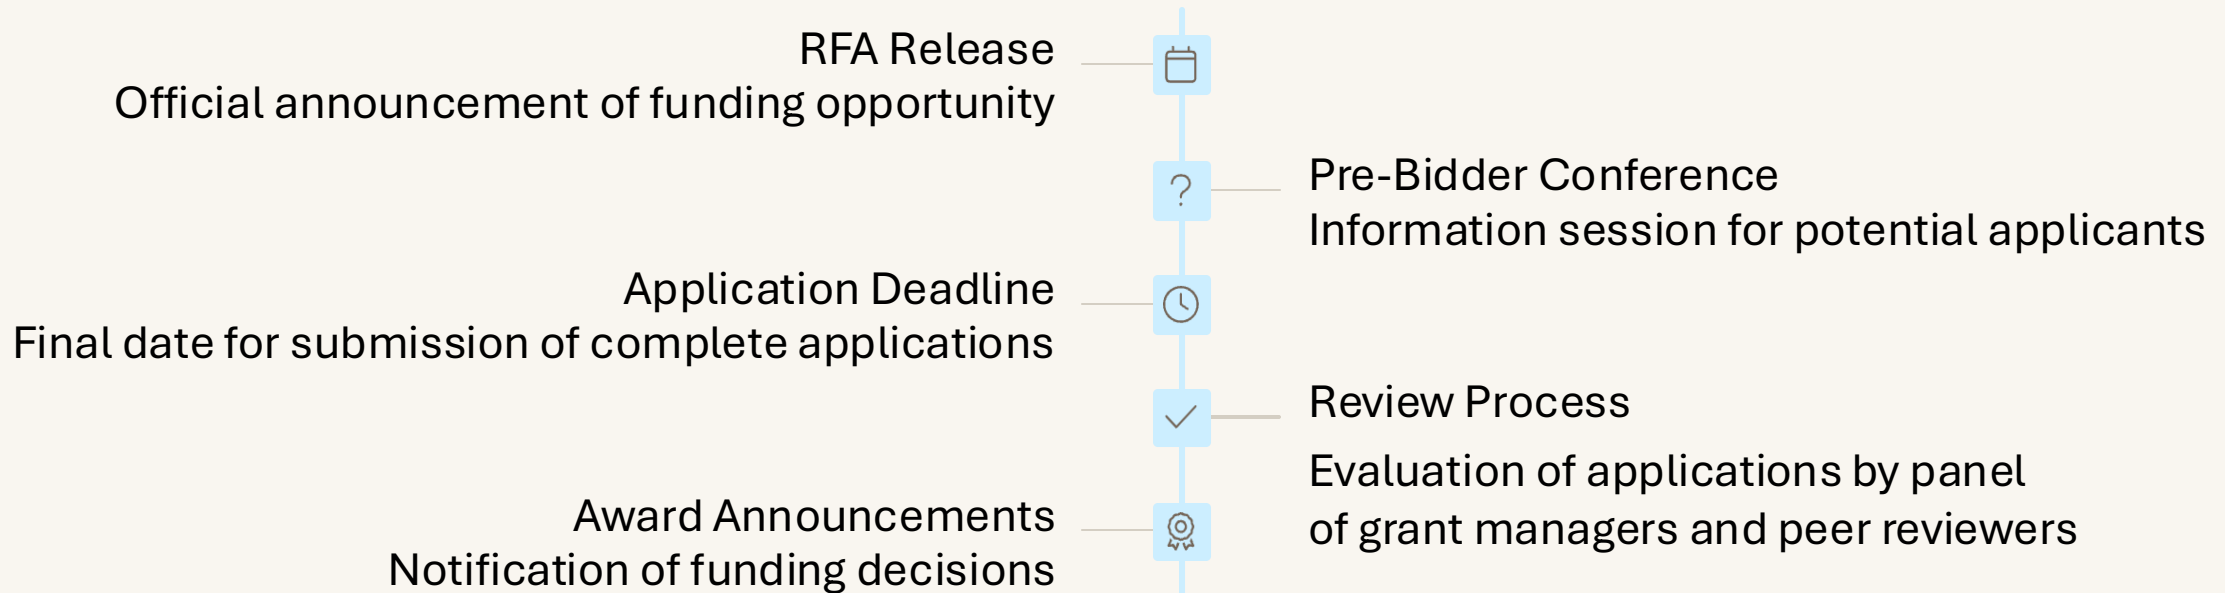 RFA Release
Official announcement of funding opportunity
Pre-Bidder Conference
Information session for potential applicants
Application Deadline
Final date for submission of complete applications
Review Process
Evaluation of applications by panel
of grant managers and peer reviewers
Award Announcements
Notification of funding decisions